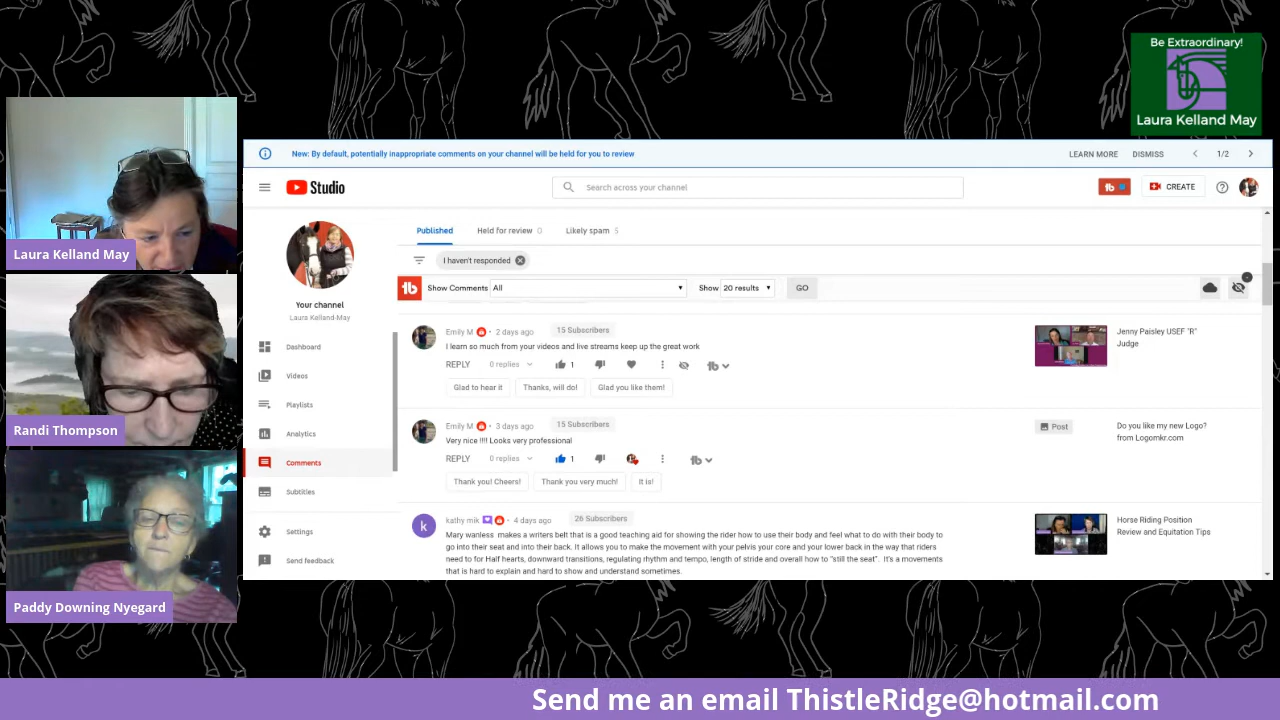 Be Extraordinary!
Laura Kelland May
Laura Kelland May
Randi Thompson
Paddy Downing Nyegard
New: By default, potentially inappropriate comments on your channel will be held for you to review
LEARN MORE DISMISS 1/2
Studio
Search across your channel
tb
CREATE
Your channel
Laura Kelland-May
Dashboard
Videos
Playlists
Analytics
Comments
Subtitles
Settings
Send feedback
Published Held for review 0 Likely spam 5
I haven't responded
tb Show Comments All Show 20 results GO
Emily M • 2 days ago 15 Subscribers
I learn so much from your videos and live streams keep up the great work
REPLY 0 replies 1 tb
Glad to hear it Thanks, will do! Glad you like them!
Jenny Paisley USEF "R"
Judge
Emily M • 3 days ago 15 Subscribers
Very nice !!!! Looks very professional
REPLY 0 replies 1 tb
Thank you! Cheers! Thank you very much! It is!
Post
Do you like my new Logo?
from Logomkr.com
k
kathy mik • 4 days ago 26 Subscribers
Mary wanless makes a writers belt that is a good teaching aid for showing the rider how to use their body and feel what to do with their body to
go into their seat and into their back. It allows you to make the movement with your pelvis your core and your lower back in the way that riders
need to for Half hearts, downward transitions, regulating rhythm and tempo, length of stride and overall how to "still the seat". It's a movements
that is hard to explain and hard to show and understand sometimes.
Horse Riding Position
Review and Equitation Tips
Send me an email ThistleRidge@hotmail.com